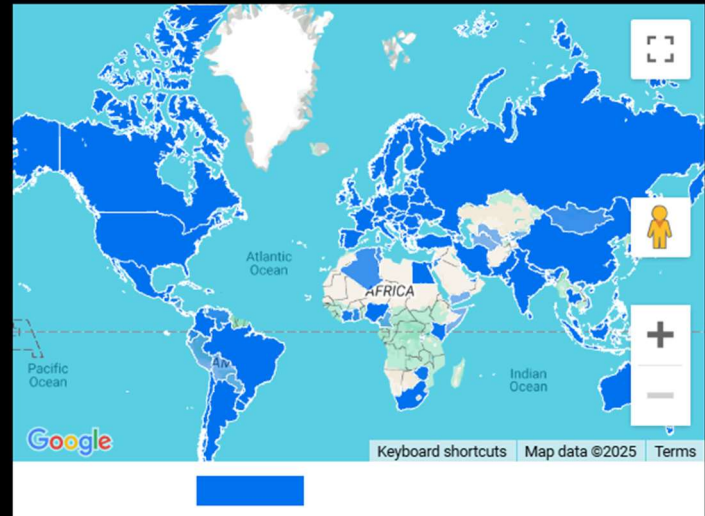 Atlantic
Ocean
AFRICA
Pacific
Ocean
Indian
Ocean
Google
Keyboard shortcuts
Map data ©2025
Terms